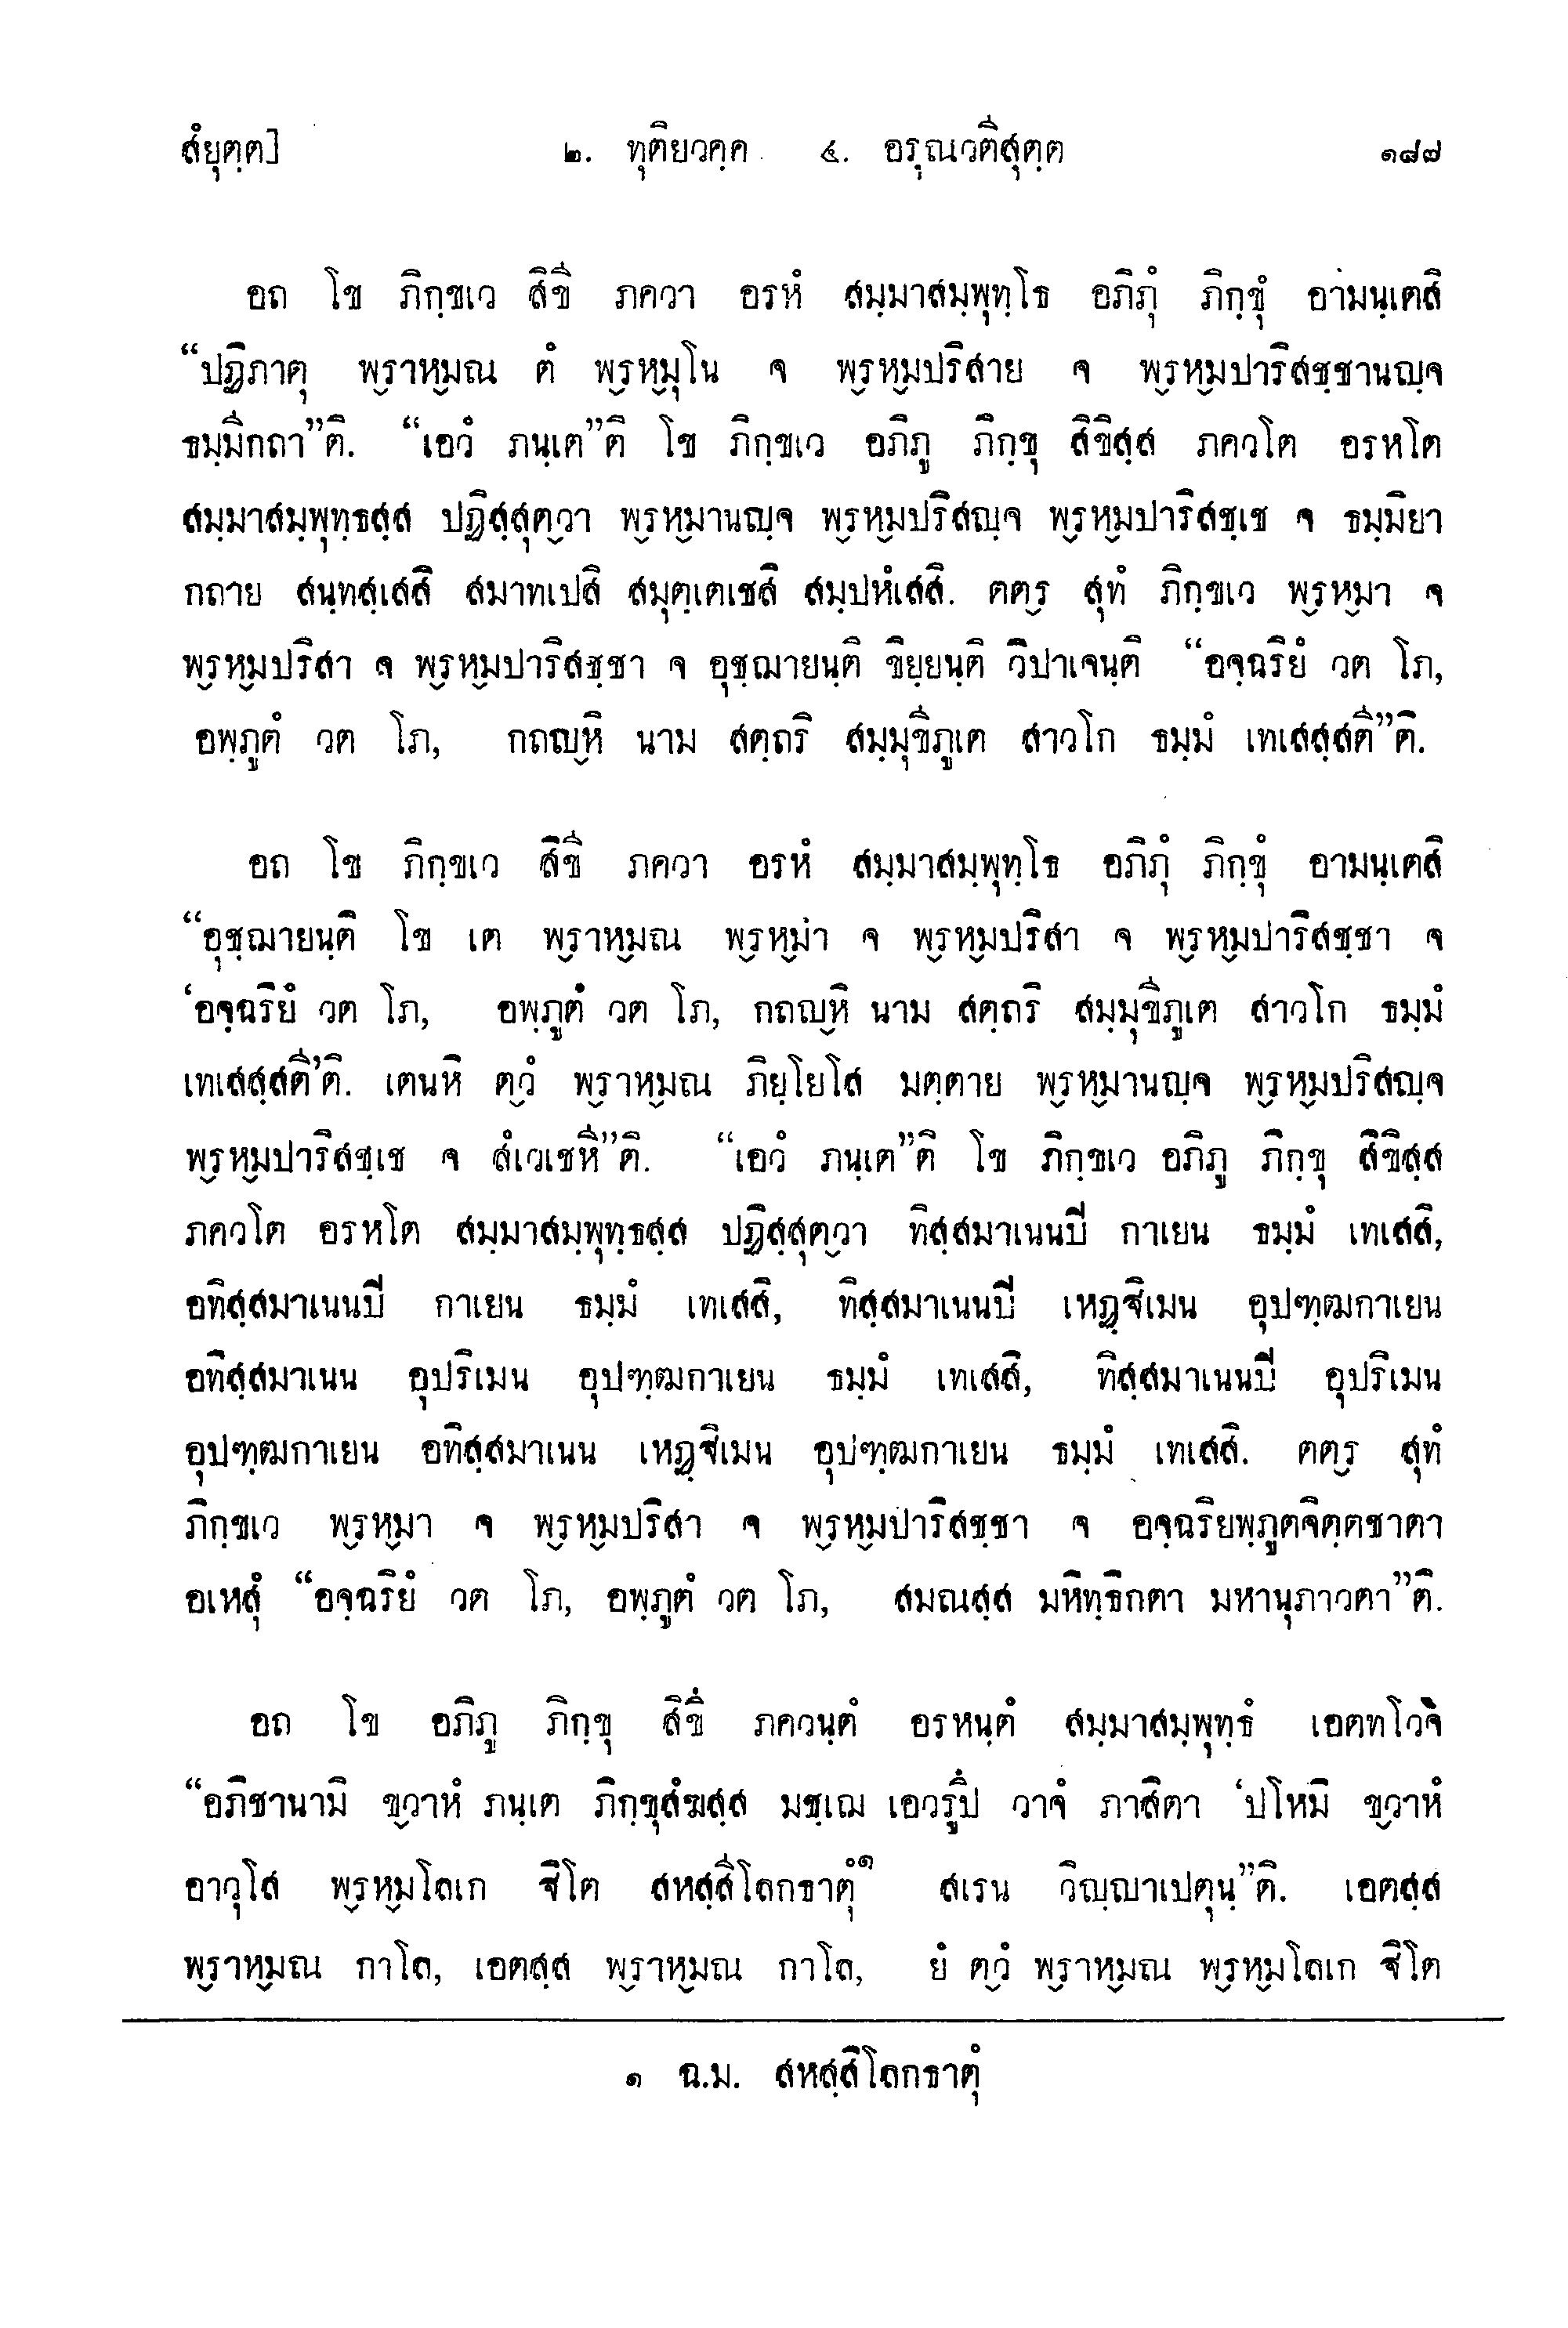 สํยุตฺต] ๒. ทุติยวคฺค ๔. อรุณวตีสุตฺต ๑๘๗
อถ โข ภิกฺขเว สิขี ภควา อรหํ สมฺมาสมฺพุทฺโธ อภิภุํ ภิกฺขุํ อามนฺเตสิ
“ปฏิภาตุ พ๎ราห๎มณ ตํ พ๎รห๎มุโน จ พ๎รห๎มปริสาย จ พ๎รห๎มปาริสชฺชานญฺจ
ธมฺมีกถา”ติ. “เอวํ ภนฺเต”ติ โข ภิกฺขเว อภิภู ภิกฺขุ สิขิสฺส ภควโต อรหโต
สมฺมาสมฺพุทฺธสฺส ปฏิสฺสุต๎วา พ๎รห๎มานญฺจ พ๎รห๎มปริสญฺจ พ๎รห๎มปาริสชฺเช จ ธมฺมิยา
กถาย สนฺทสฺเสสิ สมาทเปสิ สมุตฺเตเชสิ สมฺปหํเสสิ. ตต๎ร สุทํ ภิกฺขเว พ๎รห๎มา จ
พ๎รห๎มปริสา จ พ๎รห๎มปาริสชฺชา จ อุชฺฌายนฺติ ขิยฺยนฺติ วิปาเจนฺติ “อจฺฉริยํ วต โภ,
อพฺภูตํ วต โภ, กถญ๎หิ นาม สตฺถริ สมฺมุขีภูเต สาวโก ธมฺมํ เทเสสฺสตี”ติ.
อถ โข ภิกฺขเว สิขี ภควา อรหํ สมฺมาสมฺพุทฺโธ อภิภุํ ภิกฺขุํ อามนฺเตสิ
“อุชฺฌายนฺติ โข เต พ๎ราห๎มณ พ๎รห๎มา จ พ๎รห๎มปริสา จ พ๎รห๎มปาริสชฺชา จ
‘อจฺฉริยํ วต โภ, อพฺภูตํ วต โภ, กถญ๎หิ นาม สตฺถริ สมฺมุขีภูเต สาวโก ธมฺมํ
เทเสสฺสตี’ติ. เตนหิ ต๎วํ พ๎ราห๎มณ ภิยฺโยโส มตฺตาย พ๎รห๎มานญฺจ พ๎รห๎มปริสญฺจ
พ๎รห๎มปาริสชฺเช จ สํเวเชหี”ติ. “เอวํ ภนฺเต”ติ โข ภิกฺขเว อภิภู ภิกฺขุ สิขิสฺส
ภควโต อรหโต สมฺมาสมฺพุทฺธสฺส ปฏิสฺสุต๎วา ทิสฺสมาเนนปิ กาเยน ธมฺมํ เทเสสิ,
อทิสฺสมาเนนปิ กาเยน ธมฺมํ เทเสสิ, ทิสฺสมาเนนปิ เหฏฺฐิเมน อุปฑฺฒกาเยน
อทิสฺสมาเนน อุปริเมน อุปฑฺฒกาเยน ธมฺมํ เทเสสิ, ทิสฺสมาเนนปิ อุปริเมน
อุปฑฺฒกาเยน อทิสฺสมาเนน เหฏฺฐิเมน อุปฑฺฒกาเยน ธมฺมํ เทเสสิ. ตต๎ร สุทํ
ภิกฺขเว พ๎รห๎มา จ พ๎รห๎มปริสา จ พ๎รห๎มปาริสชฺชา จ อจฺฉริยพฺภูตจิตฺตชาตา
อเหสุํ “อจฺฉริยํ วต โภ, อพฺภูตํ วต โภ, สมณสฺส มหิทฺธิกตา มหานุภาวตา”ติ.
อถ โข อภิภู ภิกฺขุ สิขึ ภควนฺตํ อรหนฺตํ สมฺมาสมฺพุทฺธํ เอตทโวจ
“อภิชานามิ ข๎วาหํ ภนฺเต ภิกฺขุสํฆสฺส มชฺเฌ เอวรูปึ วาจํ ภาสิตา ‘ปโหมิ ข๎วาหํ
อาวุโส พ๎รห๎มโลเก ฐิโต สหสฺสีโลกธาตุํ๑ สเรน วิญฺญาเปตุนฺ”ติ. เอตสฺส
พ๎ราห๎มณ กาโล, เอตสฺส พ๎ราห๎มณ กาโล, ยํ ต๎วํ พ๎ราห๎มณ พ๎รห๎มโลเก ฐิโต
๑ ฉ.ม. สหสฺสิโลกธาตุํ